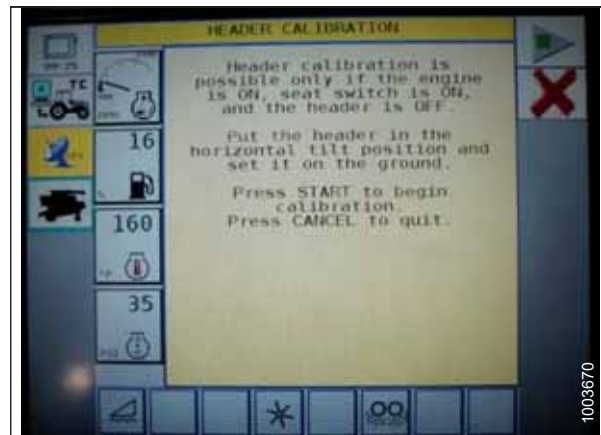 HEADER CALIBRATION
Header calibration is
possible only if the engine
is ON, seat switch is ON,
and the header is OFF.
Put the header in the
horizontal tilt position and
set it on the ground.
Press START to begin
calibration.
Press CANCEL to quit.
TC
16
160
35
1003670